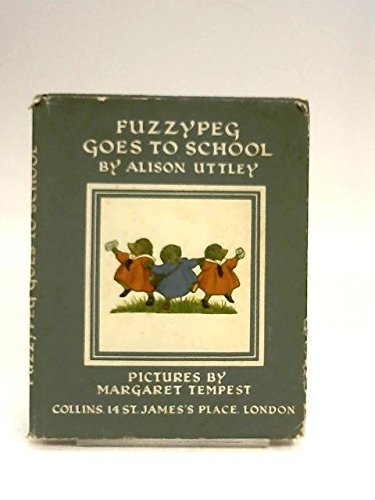 FUZZYPEG
GOES TO SCHOOL
BY ALISON UTTLEY
PICTURES BY
MARGARET TEMPEST
COLLINS. 14 ST. JAMES'S PLACE. LONDON
FUZZYPEG GOES TO SCHOOL